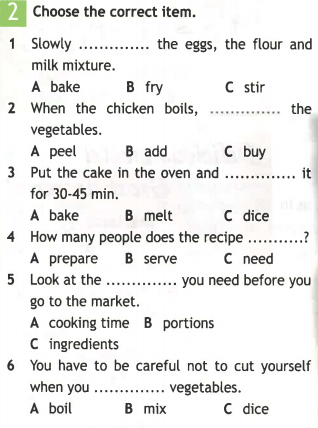 2 Choose the correct item.
1 Slowly .............. the eggs, the flour and
milk mixture.
A bake B fry C stir
2 When the chicken boils, .............. the
vegetables.
A peel B add C buy
3 Put the cake in the oven and .............. it
for 30-45 min.
A bake B melt C dice
4 How many people does the recipe ...........?
A prepare B serve C need
5 Look at the .............. you need before you
go to the market.
A cooking time B portions
C ingredients
6 You have to be careful not to cut yourself
when you .............. vegetables.
A boil B mix C dice